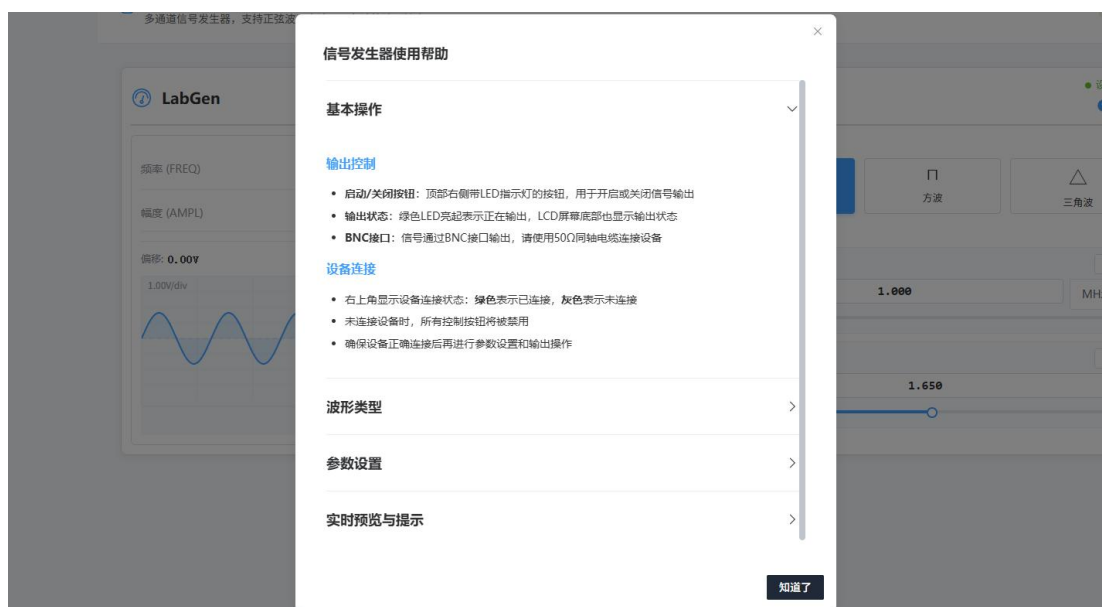 多通道信号发生器，支持正弦波
信号发生器使用帮助
LabGen
基本操作
频率 (FREQ)
输出控制
方波
三角波
启动/关闭按钮：顶部右侧带LED指示灯的按钮，用于开启或关闭信号输出
幅度 (AMPL)
输出状态：绿色LED亮起表示正在输出，LCD屏幕底部也显示输出状态
BNC接口：信号通过BNC接口输出，请使用50Ω同轴电缆连接设备
偏移: 0.00V
设备连接
1.00V/div
右上角显示设备连接状态：绿色表示已连接，灰色表示未连接
1.000
MH
未连接设备时，所有控制按钮将被禁用
确保设备正确连接后再进行参数设置和输出操作
1.650
波形类型
参数设置
实时预览与提示
知道了